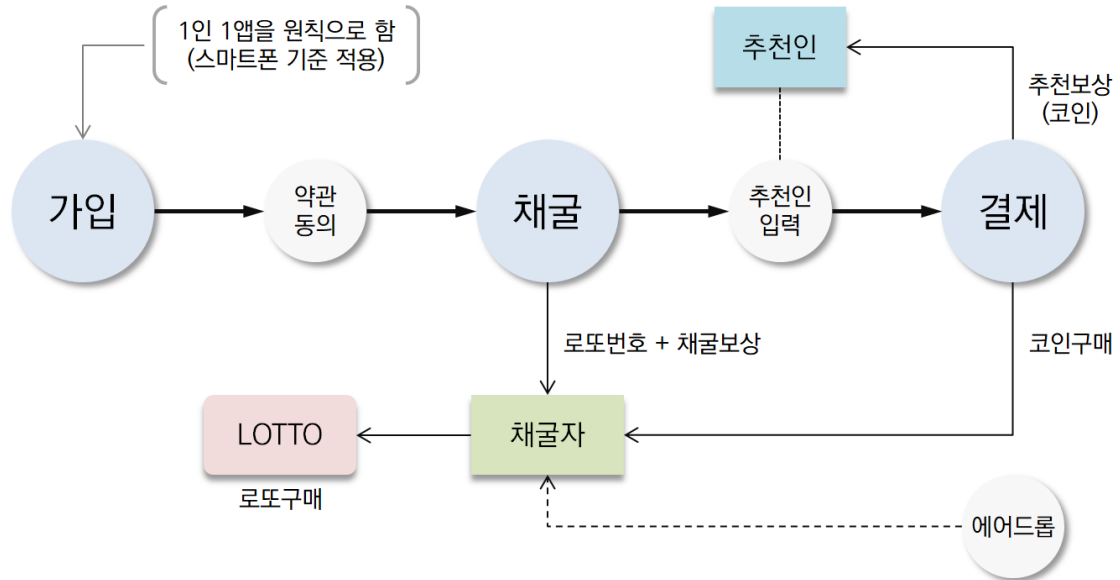 1인 1앱을 원칙으로 함
(스마트폰 기준 적용)
추천인
추천보상
(코인)
가입
약관
동의
채굴
추천인
입력
결제
로또번호 + 채굴보상
코인구매
LOTTO
채굴자
로또구매
에어드롭